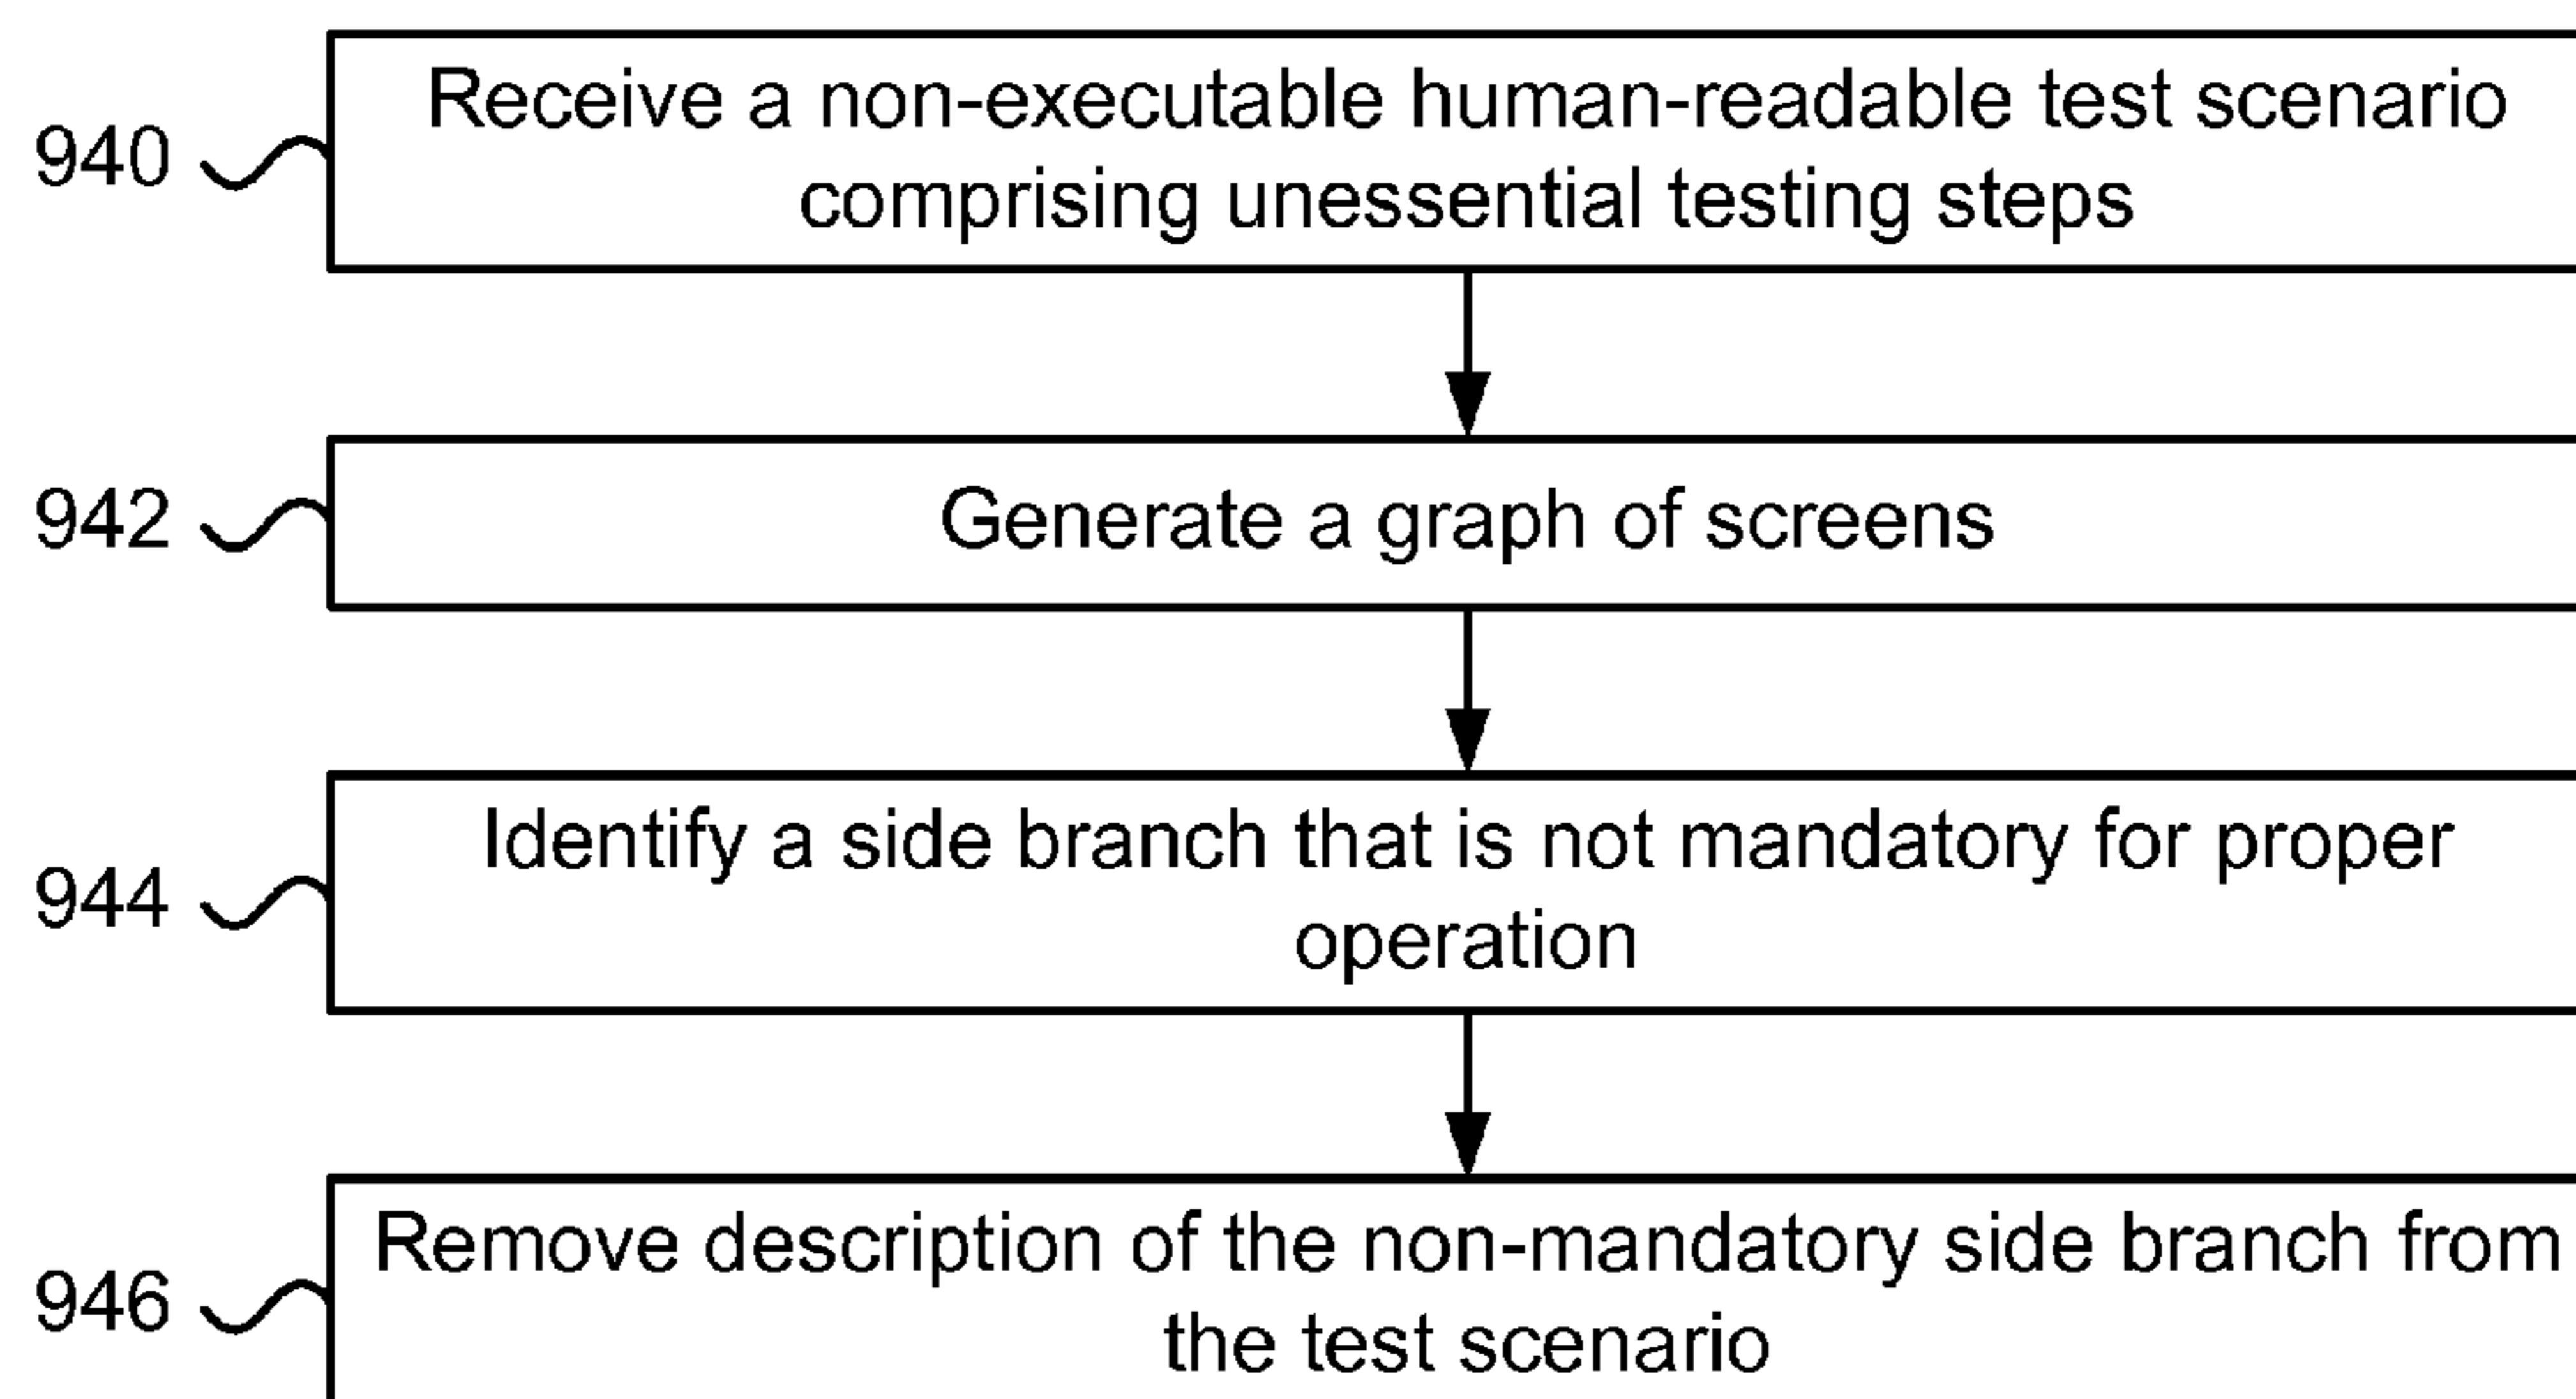 940
Receive a non-executable human-readable test scenario
comprising unessential testing steps
942
Generate a graph of screens
944
Identify a side branch that is not mandatory for proper
operation
946
Remove description of the non-mandatory side branch from
the test scenario